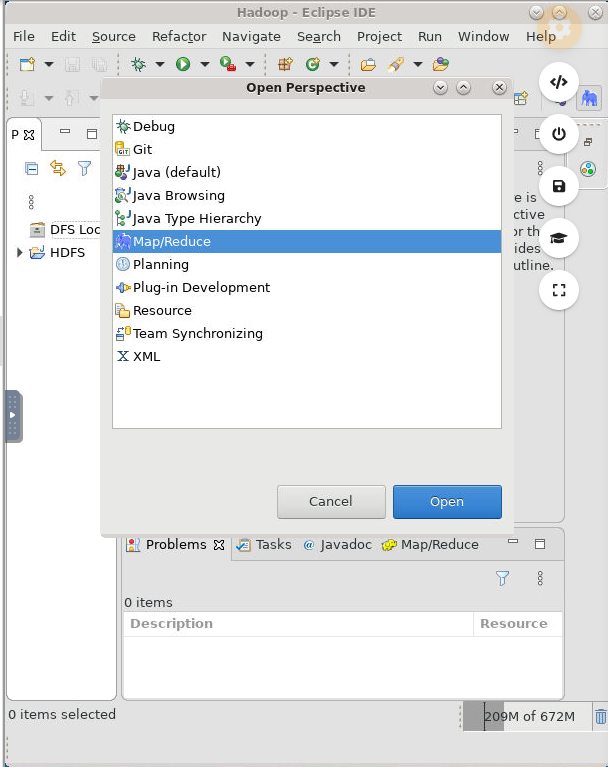 Hadoop - Eclipse IDE
File Edit Source Refactor Navigate Search Project Run Window Help
Open Perspective
P
DFS Loc
HDFS
Debug
Git
Java (default)
Java Browsing
Java Type Hierarchy
Map/Reduce
Planning
Plug-in Development
Resource
Team Synchronizing
XML
e is
ctive
or th
ides
utline.
Cancel Open
Problems Tasks @ Javadoc Map/Reduce
0 items
Description Resource
0 items selected
209M of 672M